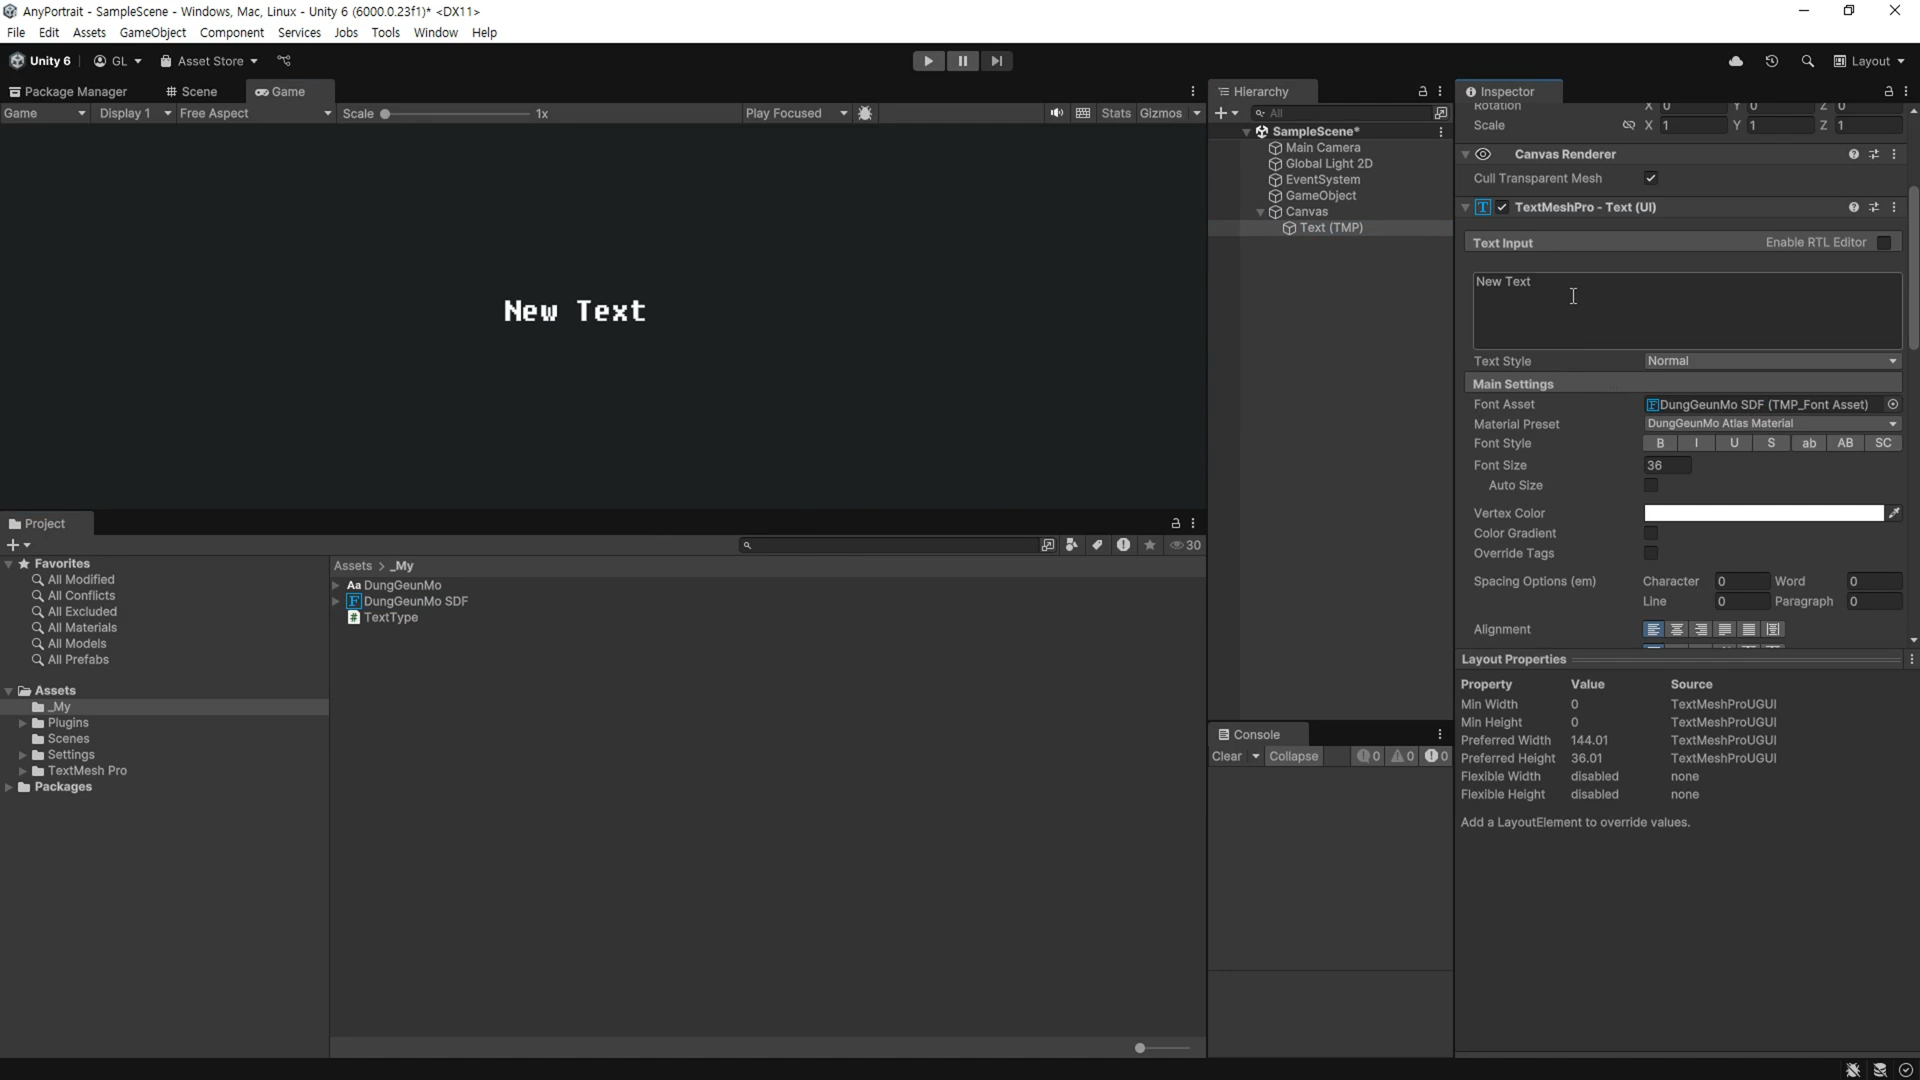 AnyPortrait - SampleScene - Windows, Mac, Linux - Unity 6 (6000.0.23f1)* <DX11>
File Edit Assets GameObject Component Services Jobs Tools Window Help
Unity 6 GL Asset Store Layout
Package Manager Scene Game
Game Display 1 Free Aspect Scale 1x Play Focused Stats Gizmos
New Text
Project
30
Favorites
All Modified
All Conflicts
All Excluded
All Materials
All Models
All Prefabs
Assets
_My
Plugins
Scenes
Settings
TextMesh Pro
Packages
Assets > _My
Aa DungGeunMo
F DungGeunMo SDF
# TextType
Hierarchy
All
SampleScene*
Main Camera
Global Light 2D
EventSystem
GameObject
Canvas
Text (TMP)
Console
Clear Collapse 0 0 0
Inspector
Rotation X 0 Y 0 Z 0
Scale X 1 Y 1 Z 1
Canvas Renderer
Cull Transparent Mesh
T TextMeshPro - Text (UI)
Text Input Enable RTL Editor
New Text
Text Style Normal
Main Settings
Font Asset F DungGeunMo SDF (TMP_Font Asset)
Material Preset DungGeunMo Atlas Material
Font Style B I U S ab AB SC
Font Size 36
Auto Size
Vertex Color
Color Gradient
Override Tags
Spacing Options (em) Character 0 Word 0
Line 0 Paragraph 0
Alignment
Layout Properties
Property Value Source
Min Width 0 TextMeshProUGUI
Min Height 0 TextMeshProUGUI
Preferred Width 144.01 TextMeshProUGUI
Preferred Height 36.01 TextMeshProUGUI
Flexible Width disabled none
Flexible Height disabled none
Add a LayoutElement to override values.